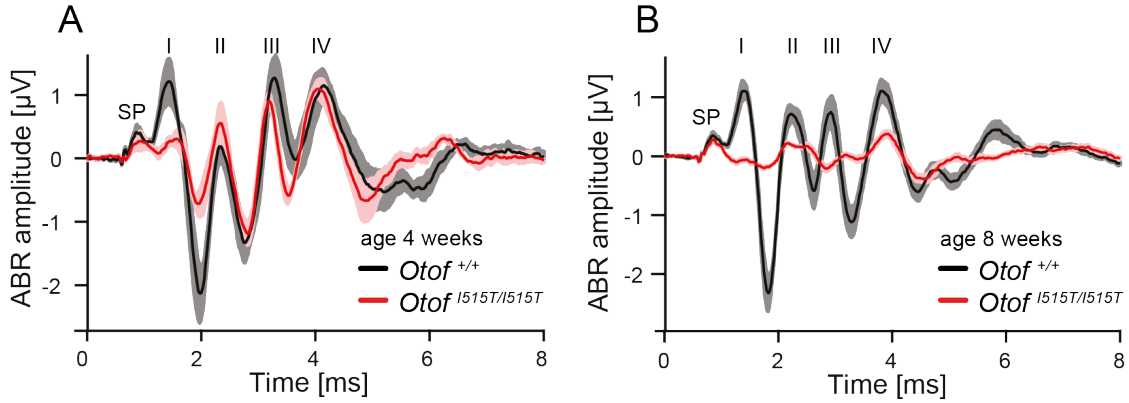 A
I II III IV
SP
ABR amplitude [µV]
1
0
-1
-2
age 4 weeks
Otof +/+
Otof I515T/I515T
0 2 4 6 8
Time [ms]
B
I II III IV
SP
ABR amplitude [µV]
1
0
-1
-2
age 8 weeks
Otof +/+
Otof I515T/I515T
0 2 4 6 8
Time [ms]